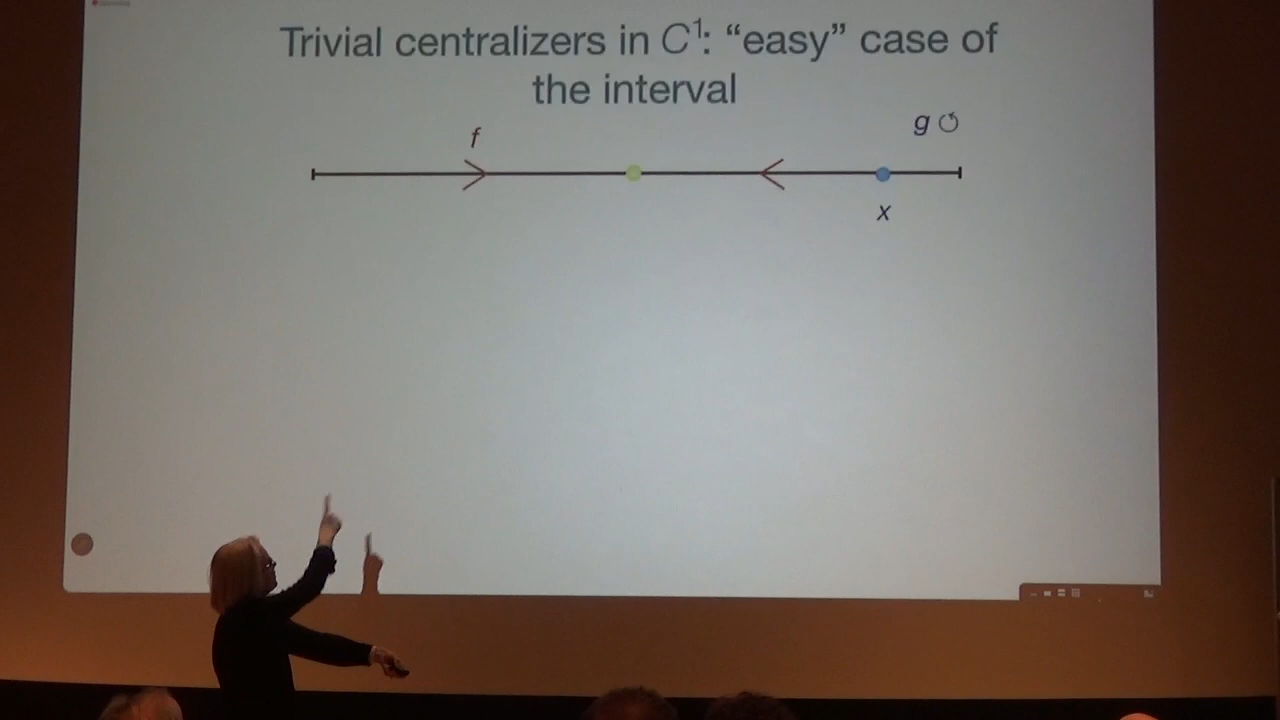 Trivial centralizers in C¹: “easy” case of
the interval
f
g ↺
x